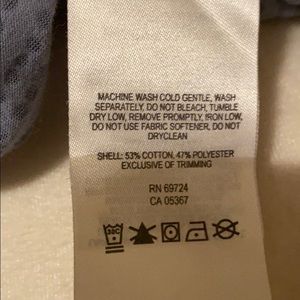 MACHINE WASH COLD GENTLE, WASH
SEPARATELY. DO NOT BLEACH, TUMBLE
DRY LOW, REMOVE PROMPTLY, IRON LOW,
DO NOT USE FABRIC SOFTENER, DO NOT
DRYCLEAN
SHELL: 53% COTTON, 47% POLYESTER
EXCLUSIVE OF TRIMMING
RN 69724
CA 05367
30C